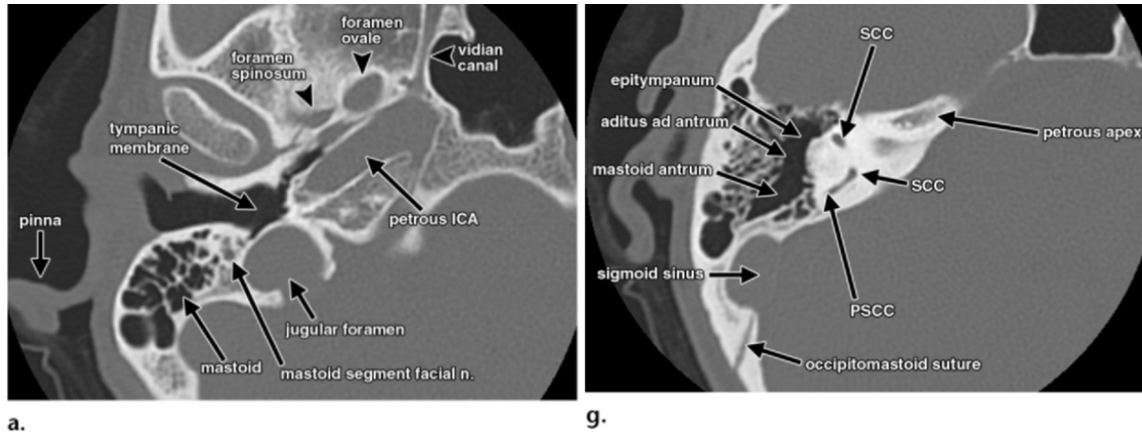 foramen
ovale
foramen
spinosum
vidian
canal
tympanic
membrane
petrous ICA
pinna
jugular foramen
mastoid
mastoid segment facial n.
a.
SCC
epitympanum
aditus ad antrum
petrous apex
mastoid antrum
SCC
sigmoid sinus
PSCC
occipitomastoid suture
g.